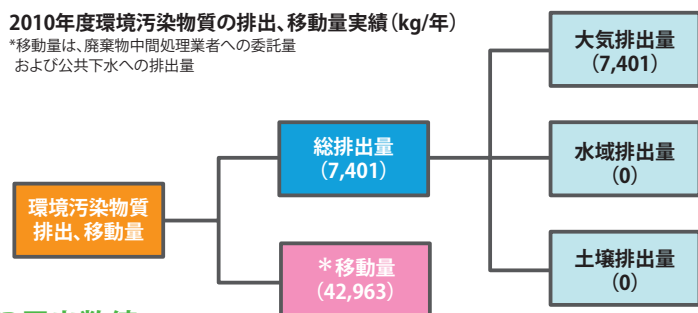 2010年度環境汚染物質の排出、移動量実績（kg/年）
*移動量は、廃棄物中間処理業者への委託量
および公共下水への排出量
大気排出量
（7,401）
総排出量
（7,401）
水域排出量
（0）
環境汚染物質
排出、移動量
＊移動量
（42,963）
土壌排出量
（0）